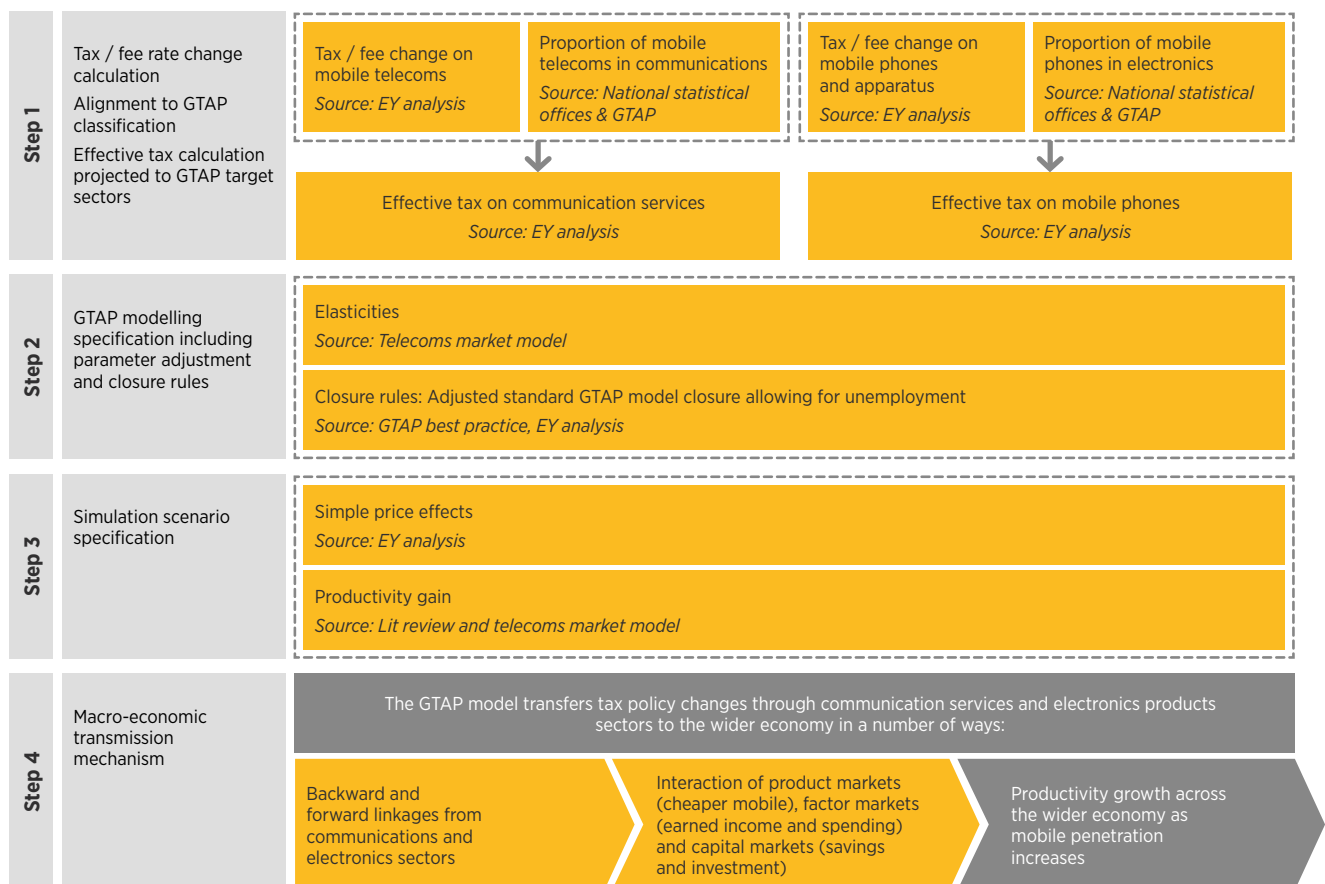 Step 1
Tax / fee rate change
calculation
Alignment to GTAP
classification
Effective tax calculation
projected to GTAP target
sectors
Tax / fee change on
mobile telecoms
Source: EY analysis
Proportion of mobile
telecoms in communications
Source: National statistical
offices & GTAP
Tax / fee change on
mobile phones
and apparatus
Source: EY analysis
Proportion of mobile
phones in electronics
Source: National statistical
offices & GTAP
Effective tax on communication services
Source: EY analysis
Effective tax on mobile phones
Source: EY analysis
Step 2
GTAP modelling
specification including
parameter adjustment
and closure rules
Elasticities
Source: Telecoms market model
Closure rules: Adjusted standard GTAP model closure allowing for unemployment
Source: GTAP best practice, EY analysis
Step 3
Simulation scenario
specification
Simple price effects
Source: EY analysis
Productivity gain
Source: Lit review and telecoms market model
Step 4
Macro-economic
transmission
mechanism
The GTAP model transfers tax policy changes through communication services and electronics products
sectors to the wider economy in a number of ways:
Backward and
forward linkages from
communications and
electronics sectors
Interaction of product markets
(cheaper mobile), factor markets
(earned income and spending)
and capital markets (savings
and investment)
Productivity growth across
the wider economy as
mobile penetration
increases